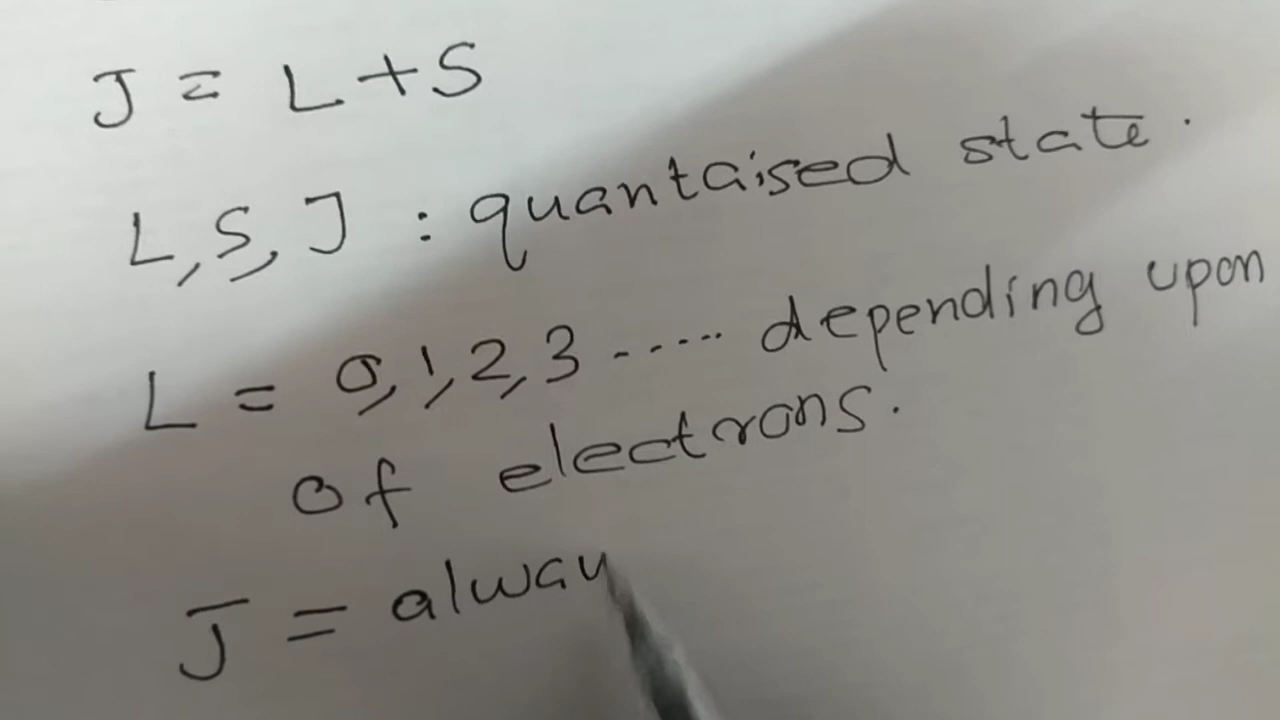 J = L+S
L, S, J : quantaised state.
L = 0, 1, 2, 3 ..... depending upon
of electrons.
J = alway